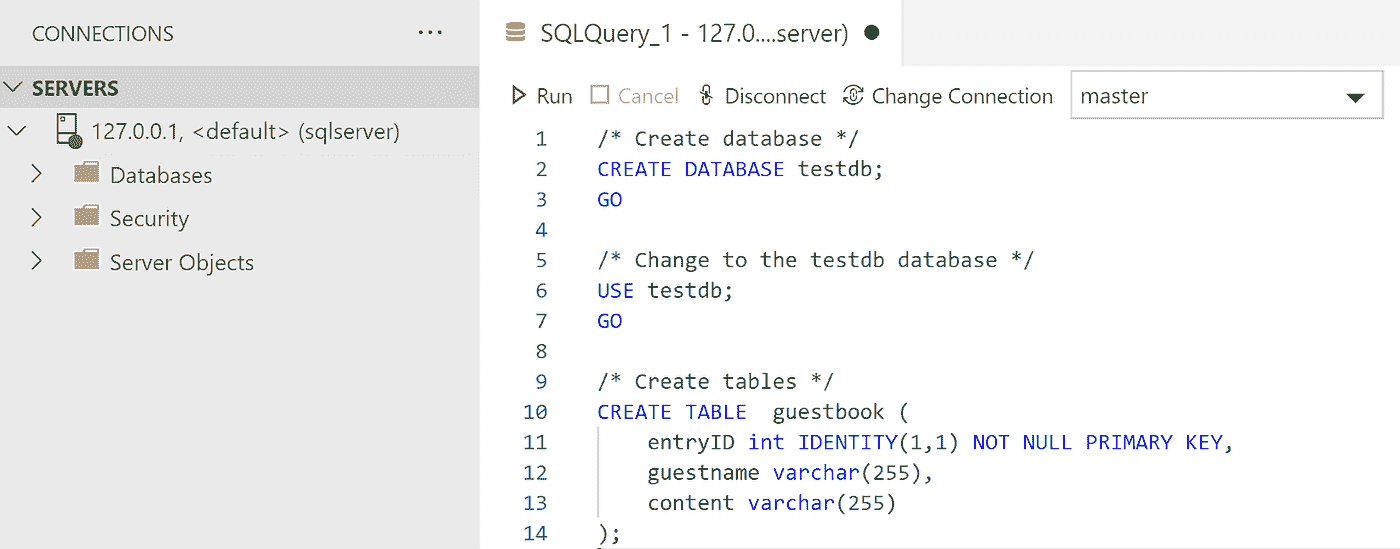 CONNECTIONS ...
SERVERS
127.0.0.1, <default> (sqlserver)
Databases
Security
Server Objects
SQLQuery_1 - 127.0....server)
Run Cancel Disconnect Change Connection master
1 /* Create database */
2 CREATE DATABASE testdb;
3 GO
4
5 /* Change to the testdb database */
6 USE testdb;
7 GO
8
9 /* Create tables */
10 CREATE TABLE  guestbook (
11     entryID int IDENTITY(1,1) NOT NULL PRIMARY KEY,
12     guestname varchar(255),
13     content varchar(255)
14 );